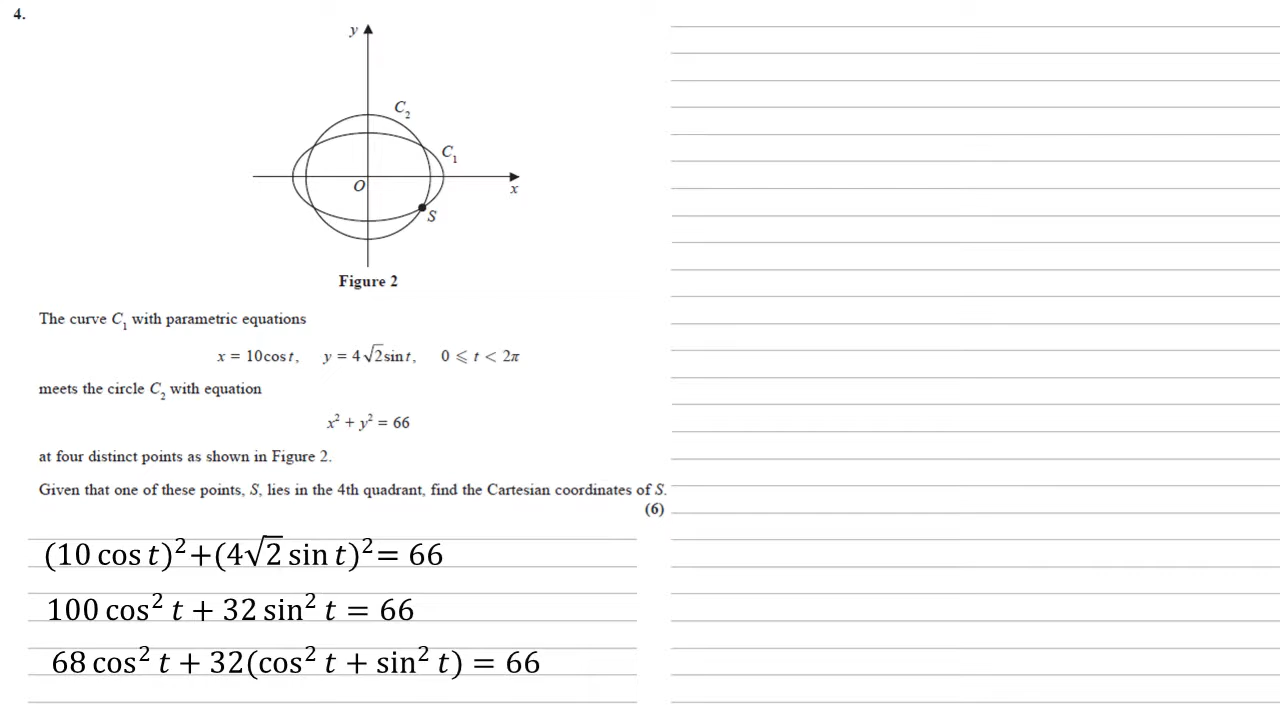 4.
y
C₂
C₁
O
x
S
Figure 2
The curve C₁ with parametric equations
x = 10cos t, y = 4√2 sin t, 0 ⩽ t < 2π
meets the circle C₂ with equation
x² + y² = 66
at four distinct points as shown in Figure 2.
Given that one of these points, S, lies in the 4th quadrant, find the Cartesian coordinates of S.
(6)
(10 cos t)²+(4√2 sin t)²= 66
100 cos² t + 32 sin² t = 66
68 cos² t + 32(cos² t + sin² t) = 66